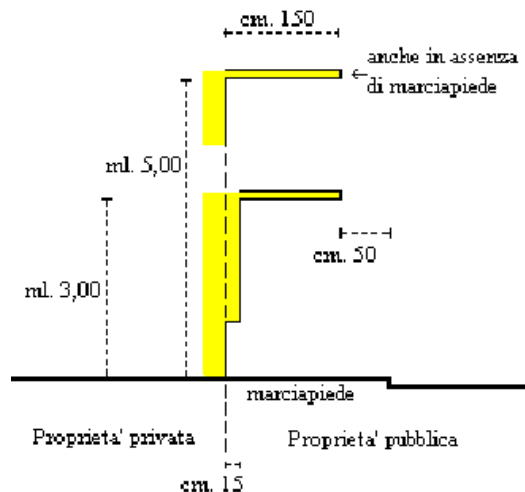 cm. 150
anche in assenza
di marciapiede
ml. 5,00
cm. 50
ml. 3,00
marciapiede
Proprieta' privata
Proprieta' pubblica
cm. 15